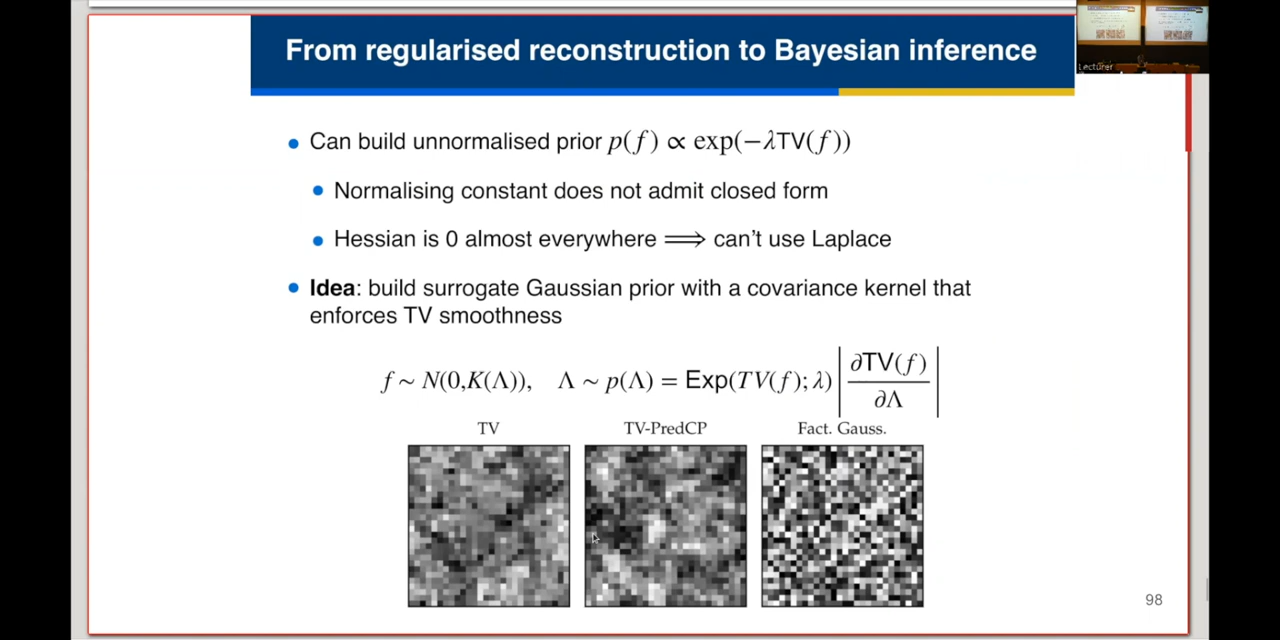 From regularised reconstruction to Bayesian inference
Lecturer
• Can build unnormalised prior p(f) ∝ exp(−λTV(f))
• Normalising constant does not admit closed form
• Hessian is 0 almost everywhere ⟹ can't use Laplace
• Idea: build surrogate Gaussian prior with a covariance kernel that
enforces TV smoothness
f ~ N(0,K(Λ)), Λ ~ p(Λ) = Exp(TV(f); λ) |∂TV(f)/∂Λ|
TV TV-PredCP Fact. Gauss.
98